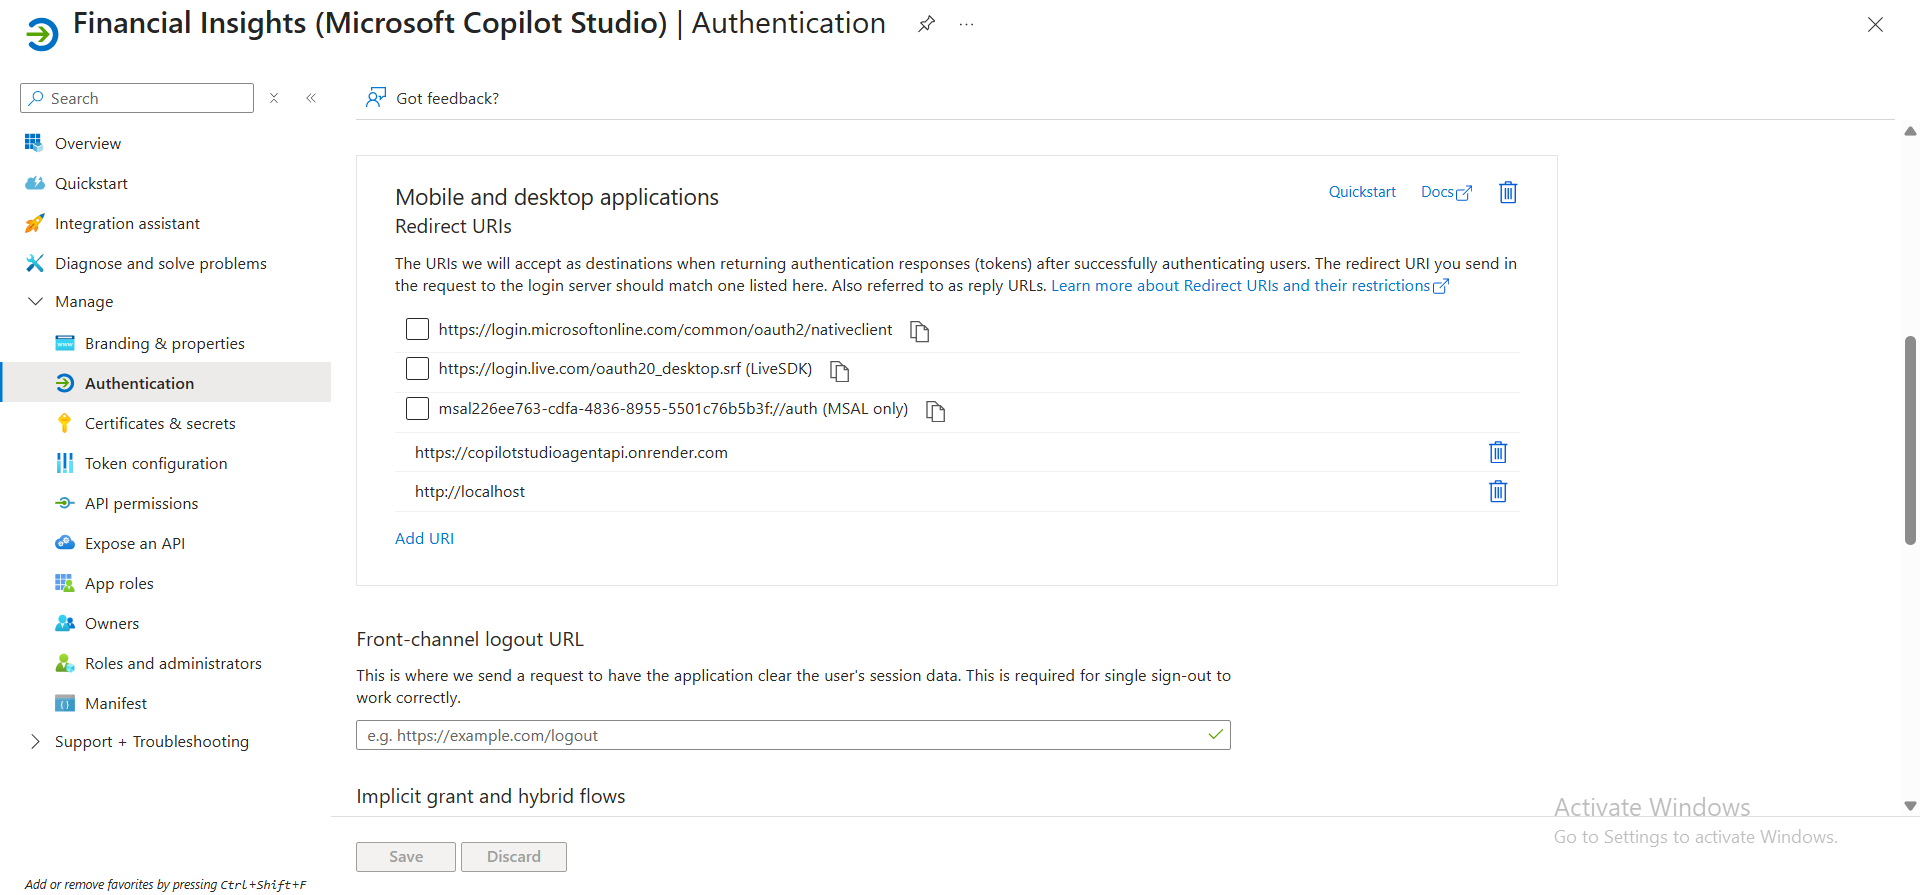 Financial Insights (Microsoft Copilot Studio) | Authentication
Search
Got feedback?
Overview
Quickstart
Integration assistant
Diagnose and solve problems
Manage
Branding & properties
Authentication
Certificates & secrets
Token configuration
API permissions
Expose an API
App roles
Owners
Roles and administrators
Manifest
Support + Troubleshooting
Add or remove favorites by pressing Ctrl+Shift+F
Mobile and desktop applications
Quickstart
Docs
Redirect URIs
The URIs we will accept as destinations when returning authentication responses (tokens) after successfully authenticating users. The redirect URI you send in
the request to the login server should match one listed here. Also referred to as reply URLs. Learn more about Redirect URIs and their restrictions
https://login.microsoftonline.com/common/oauth2/nativeclient
https://login.live.com/oauth20_desktop.srf (LiveSDK)
msal226ee763-cdfa-4836-8955-5501c76b5b3f://auth (MSAL only)
https://copilotstudioagentapi.onrender.com
http://localhost
Add URI
Front-channel logout URL
This is where we send a request to have the application clear the user's session data. This is required for single sign-out to
work correctly.
e.g. https://example.com/logout
Implicit grant and hybrid flows
Save
Discard
Activate Windows
Go to Settings to activate Windows.